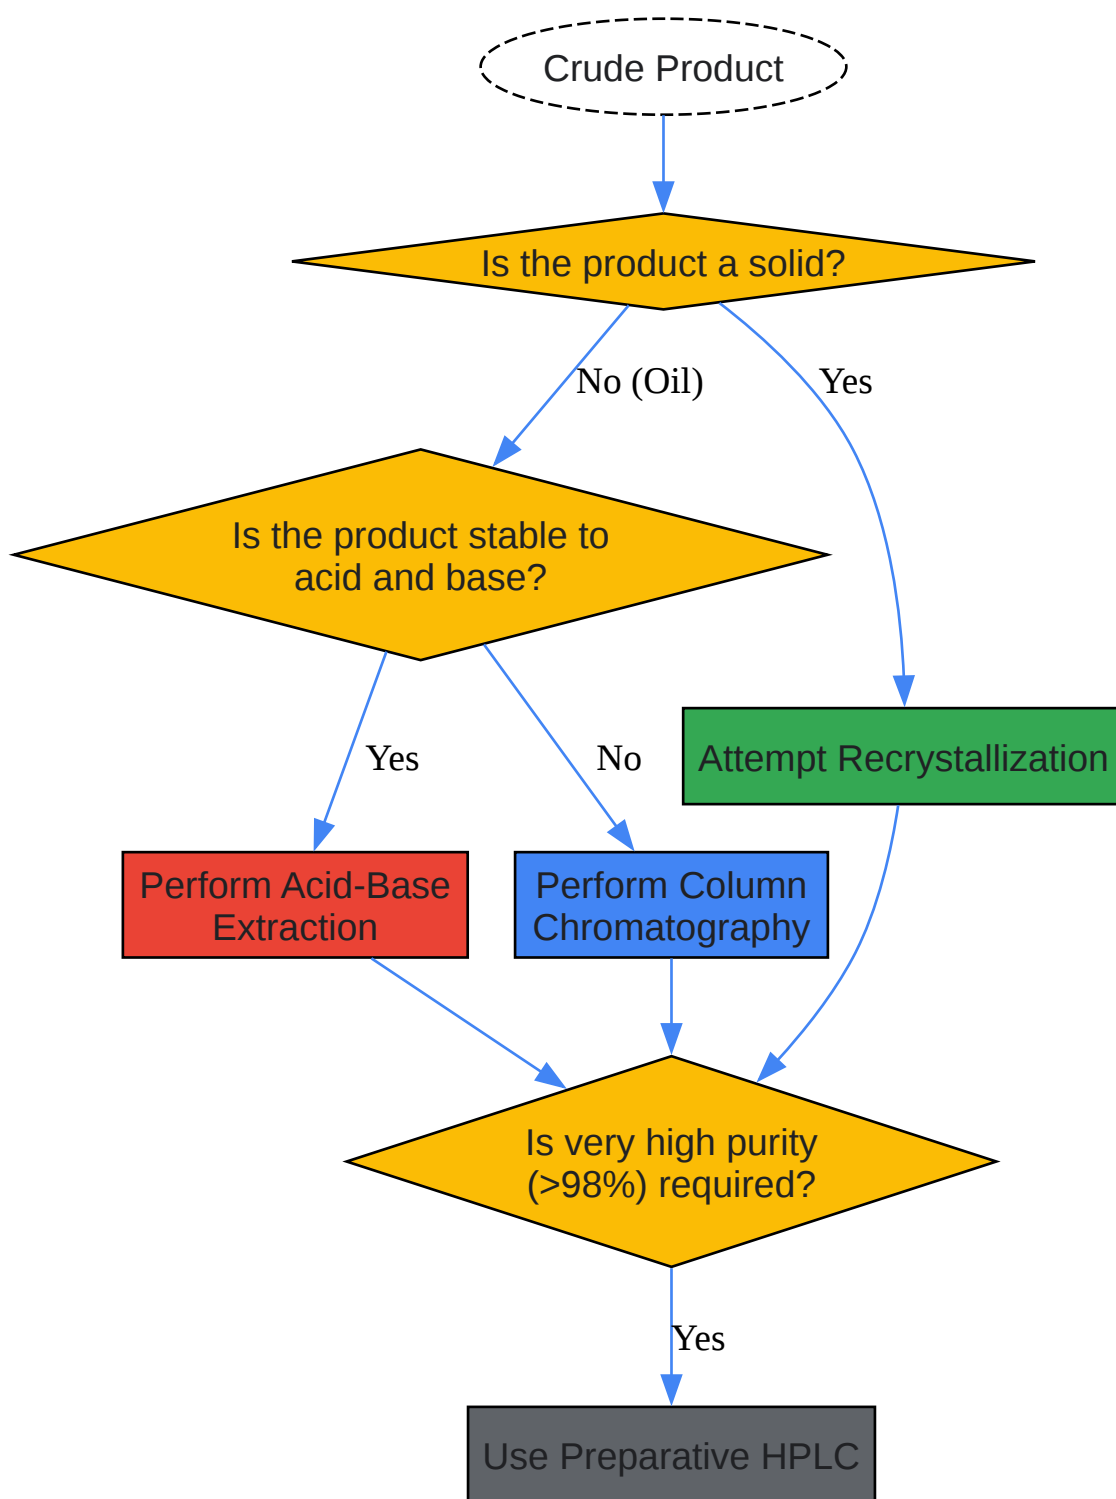 Crude Product
Is the product a solid?
No (Oil)
Yes
Is the product stable to
acid and base?
Yes
No
Attempt Recrystallization
Perform Acid-Base
Extraction
Perform Column
Chromatography
Is very high purity
(>98%) required?
Yes
Use Preparative HPLC